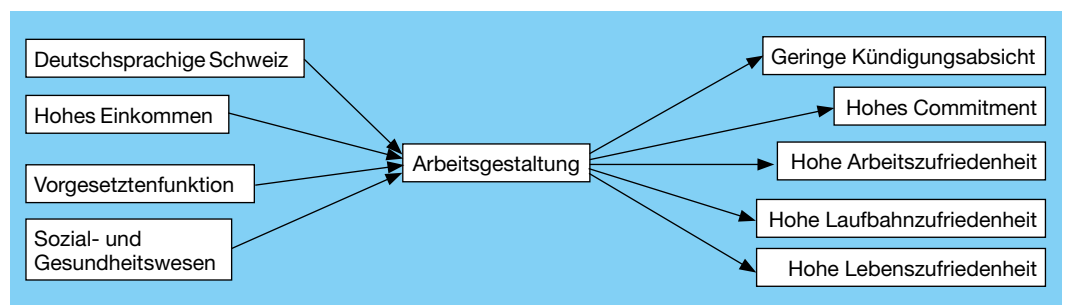 Deutschsprachige Schweiz
Hohes Einkommen
Vorgesetztenfunktion
Sozial- und
Gesundheitswesen
Arbeitsgestaltung
Geringe Kündigungsabsicht
Hohes Commitment
Hohe Arbeitszufriedenheit
Hohe Laufbahnzufriedenheit
Hohe Lebenszufriedenheit